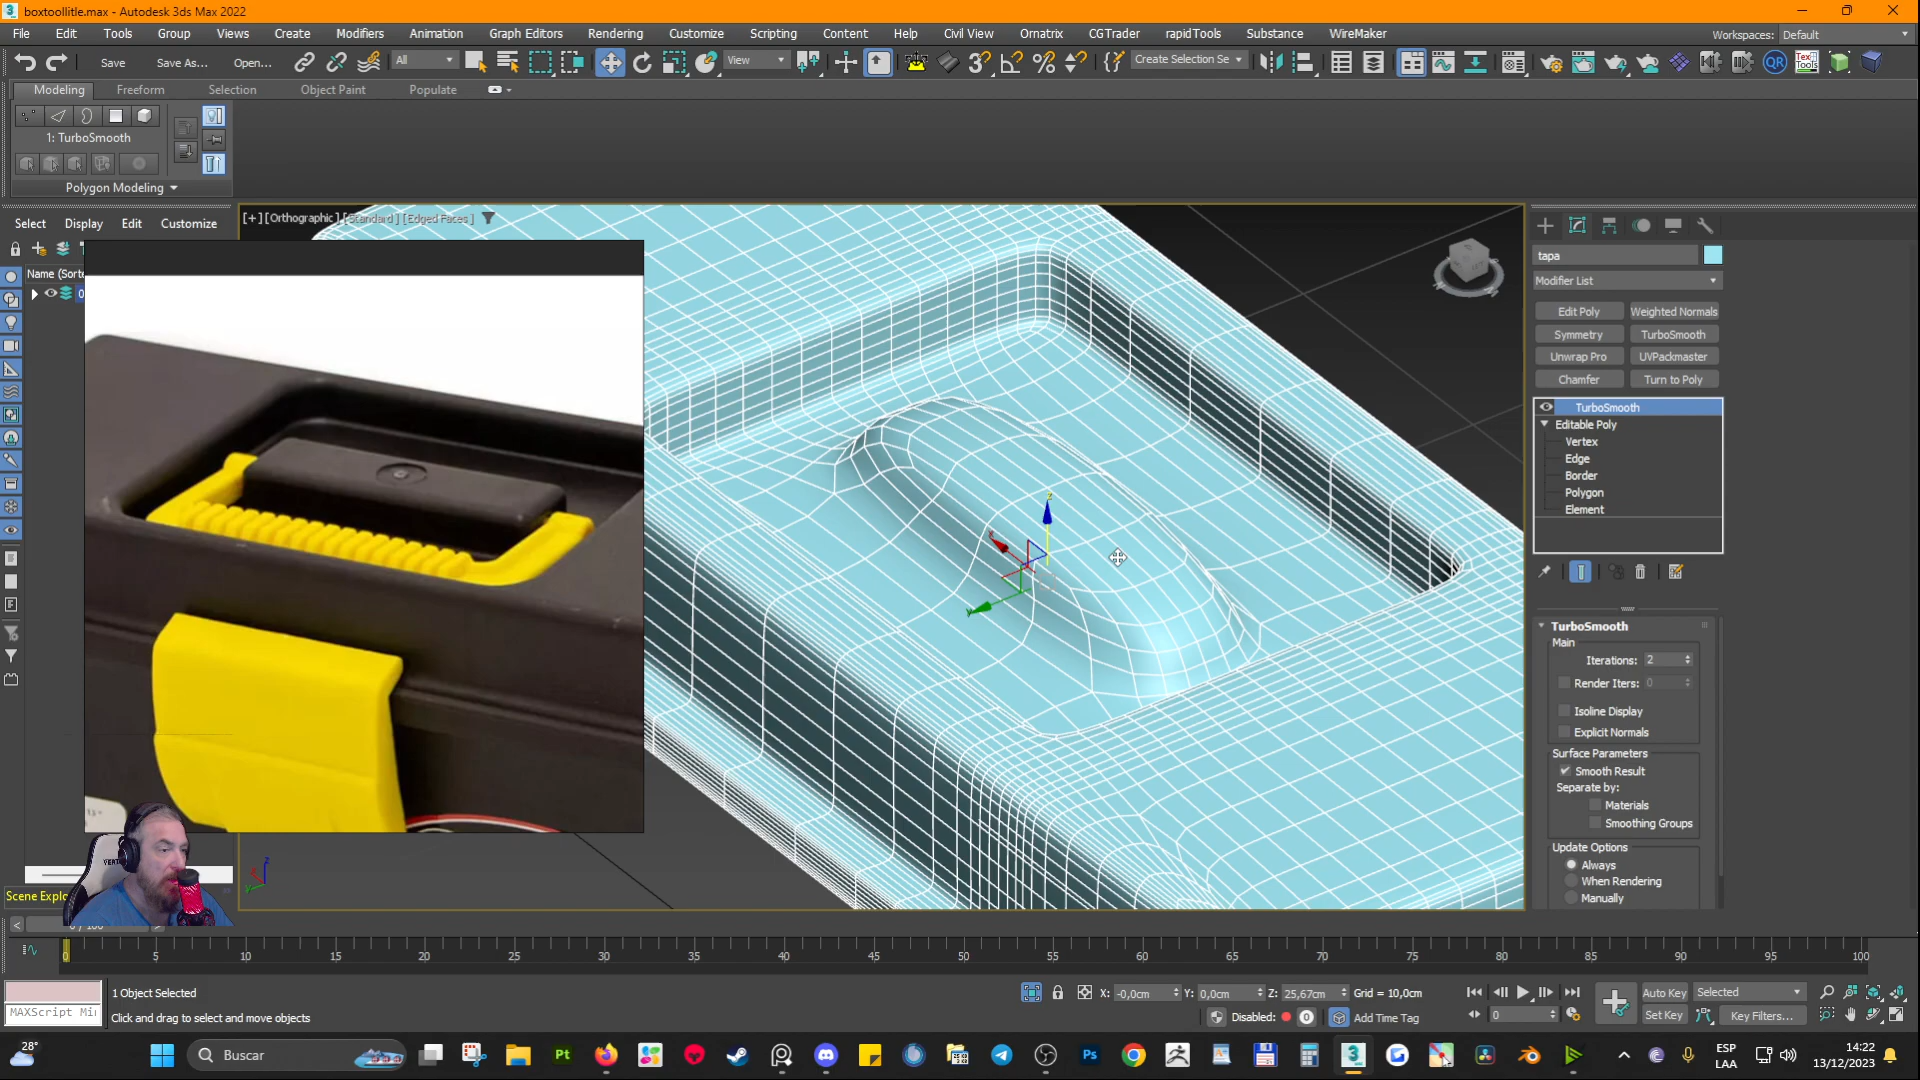 boxtoollitle.max - Autodesk 3ds Max 2022
File Edit Tools Group Views Create Modifiers Animation Graph Editors Rendering Customize Scripting Content Help Civil View Ornatrix CGTrader rapidTools Substance WireMaker
Workspaces: Default
Save Save As... Open... All View Create Selection Se
Modeling Freeform Selection Object Paint Populate
1: TurboSmooth
Polygon Modeling
Select Display Edit Customize
[+] [Orthographic] [Standard] [Edged Faces]
Name (Sorte
0
tapa
Modifier List
Edit Poly Weighted Normals
Symmetry TurboSmooth
Unwrap Pro UVPackmaster
Chamfer Turn to Poly
TurboSmooth
Editable Poly
Vertex
Edge
Border
Polygon
Element
TurboSmooth
Main
Iterations: 2
Render Iters: 0
Isoline Display
Explicit Normals
Surface Parameters
Smooth Result
Separate by:
Materials
Smoothing Groups
Update Options
Always
When Rendering
Manually
Scene Explo
0 / 100
0 5 10 15 20 25 30 35 40 45 50 55 60 65 70 75 80 85 90 95 100
1 Object Selected
X: -0,0cm Y: 0,0cm Z: 25,67cm Grid = 10,0cm
Auto Key Selected
MAXScript Mi
Click and drag to select and move objects
Disabled: 0 Add Time Tag
0
Set Key Key Filters...
28°
Buscar
ESP
LAA
14:22
13/12/2023